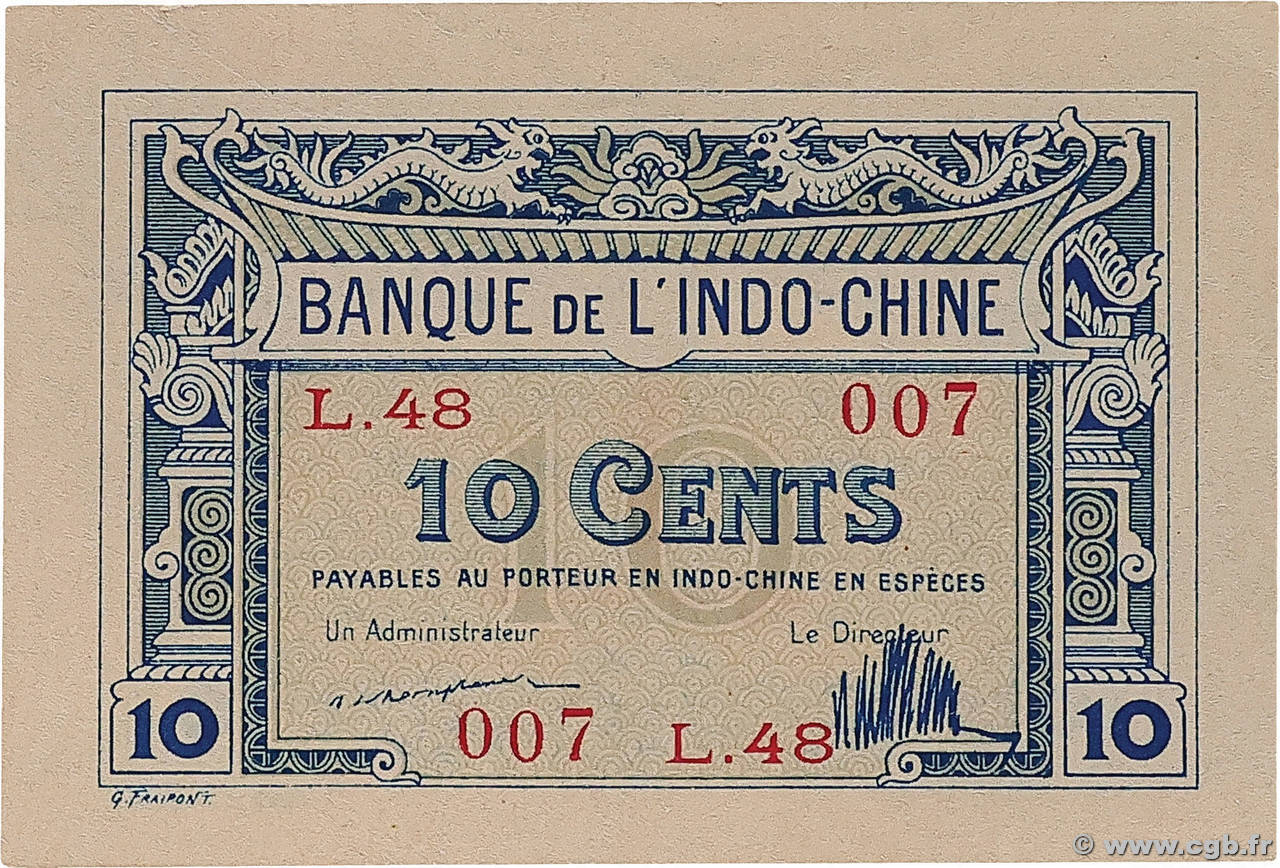 BANQUE DE L'INDO-CHINE
L.48 007
10 CENTS
PAYABLES AU PORTEUR EN INDO-CHINE EN ESPÈCES
Un Administrateur Le Directeur
007 L.48
10 10
G. FRAIPONT.
© www.cgb.fr